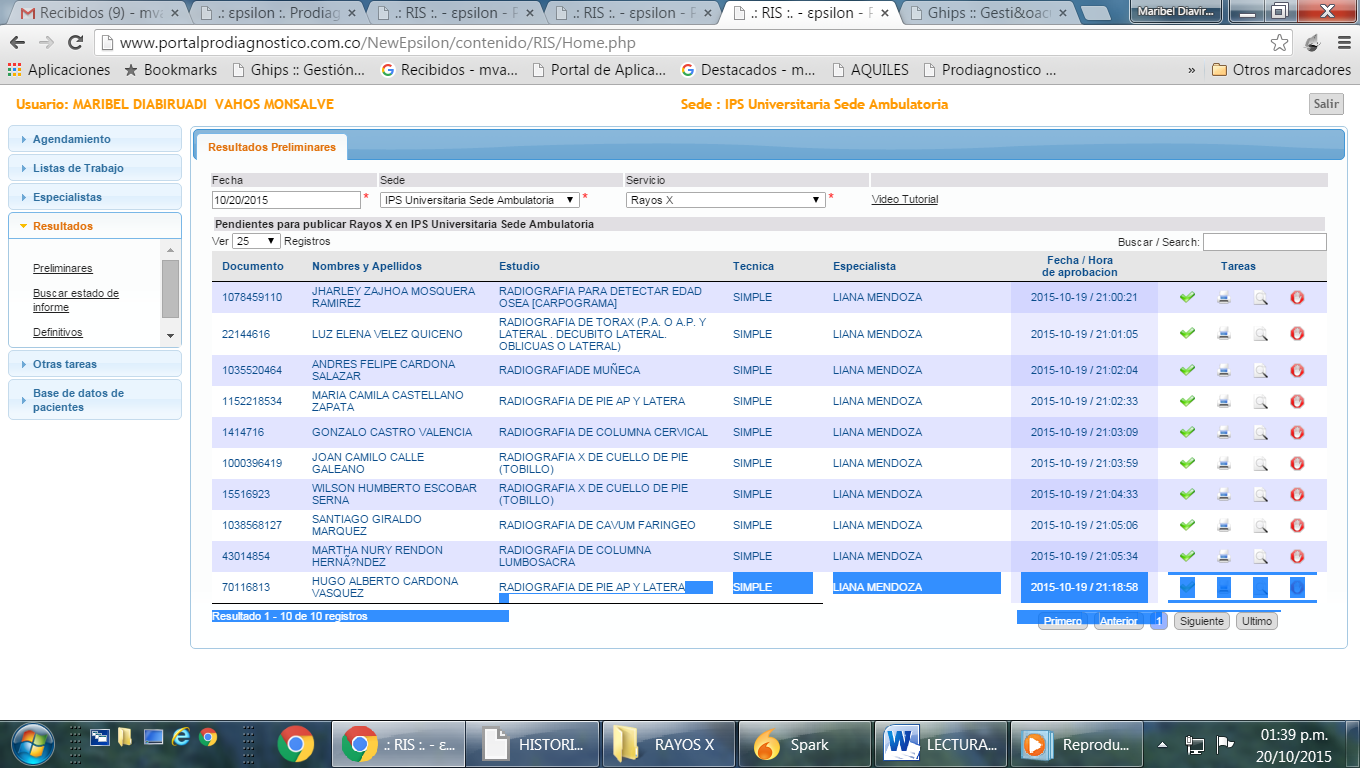 Recibidos (9) - mva
.: εpsilon :. Prodiag
.: RIS :. - εpsilon - P
.: RIS :. - εpsilon - P
.: RIS :. - εpsilon - P
Ghips :: Gesti&oac
Maribel Diavir...
www.portalprodiagnostico.com.co/NewEpsilon/contenido/RIS/Home.php
Aplicaciones
Bookmarks
Ghips :: Gestión...
Recibidos - mva...
Portal de Aplica...
Destacados - m...
AQUILES
Prodiagnostico ...
»
Otros marcadores
Usuario: MARIBEL DIABIRUADI VAHOS MONSALVE
Sede : IPS Universitaria Sede Ambulatoria
Salir
Agendamiento
Listas de Trabajo
Especialistas
Resultados
Preliminares
Buscar estado de
informe
Definitivos
Otras tareas
Base de datos de
pacientes
Resultados Preliminares
Fecha Sede Servicio
10/20/2015 * IPS Universitaria Sede Ambulatoria * Rayos X * Video Tutorial
Pendientes para publicar Rayos X en IPS Universitaria Sede Ambulatoria
Ver 25 Registros Buscar / Search:
Documento Nombres y Apellidos Estudio Tecnica Especialista Fecha / Hora
de aprobacion Tareas
1078459110 JHARLEY ZAJHOA MOSQUERA
RAMIREZ RADIOGRAFIA PARA DETECTAR EDAD
OSEA [CARPOGRAMA] SIMPLE LIANA MENDOZA 2015-10-19 / 21:00:21
22144616 LUZ ELENA VELEZ QUICENO RADIOGRAFIA DE TORAX (P.A. O A.P. Y
LATERAL . DECUBITO LATERAL.
OBLICUAS O LATERAL) SIMPLE LIANA MENDOZA 2015-10-19 / 21:01:05
1035520464 ANDRES FELIPE CARDONA
SALAZAR RADIOGRAFIADE MUÑECA SIMPLE LIANA MENDOZA 2015-10-19 / 21:02:04
1152218534 MARIA CAMILA CASTELLANO
ZAPATA RADIOGRAFIA DE PIE AP Y LATERA SIMPLE LIANA MENDOZA 2015-10-19 / 21:02:33
1414716 GONZALO CASTRO VALENCIA RADIOGRAFIA DE COLUMNA CERVICAL SIMPLE LIANA MENDOZA 2015-10-19 / 21:03:09
1000396419 JOAN CAMILO CALLE
GALEANO RADIOGRAFIA X DE CUELLO DE PIE
(TOBILLO) SIMPLE LIANA MENDOZA 2015-10-19 / 21:03:59
15516923 WILSON HUMBERTO ESCOBAR
SERNA RADIOGRAFIA X DE CUELLO DE PIE
(TOBILLO) SIMPLE LIANA MENDOZA 2015-10-19 / 21:04:33
1038568127 SANTIAGO GIRALDO
MARQUEZ RADIOGRAFIA DE CAVUM FARINGEO SIMPLE LIANA MENDOZA 2015-10-19 / 21:05:06
43014854 MARTHA NURY RENDON
HERNÃ?NDEZ RADIOGRAFIA DE COLUMNA
LUMBOSACRA SIMPLE LIANA MENDOZA 2015-10-19 / 21:05:34
70116813 HUGO ALBERTO CARDONA
VASQUEZ RADIOGRAFIA DE PIE AP Y LATERA SIMPLE LIANA MENDOZA 2015-10-19 / 21:18:58
Resultado 1 - 10 de 10 registros
Primero Anterior 1 Siguiente Ultimo
.: RIS :. - ε...
HISTORI...
RAYOS X
Spark
LECTURA...
Reprodu...
01:39 p.m.
20/10/2015